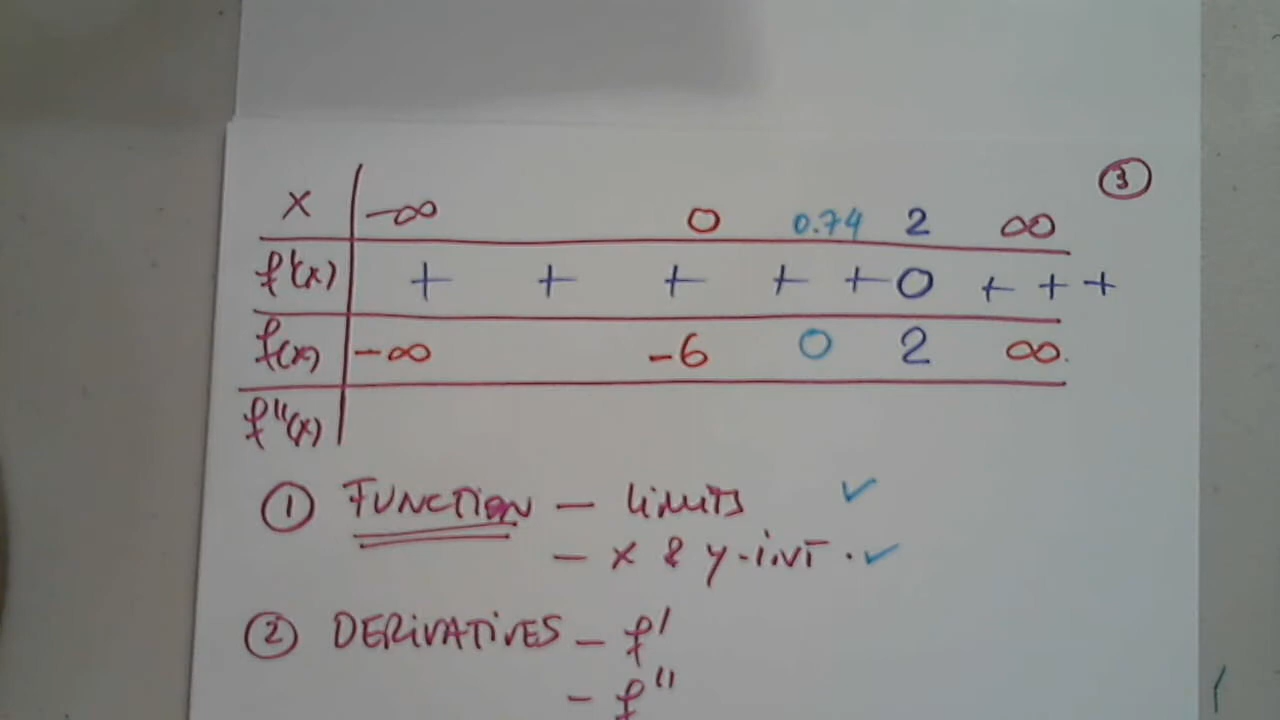 ③
x -∞ 0 0.74 2 ∞
f'(x) + + + + + 0 + + +
f(x) -∞ -6 0 2 ∞.
f''(x)
① FUNCTION - limits ✓
- x & y-int. ✓
② DERIVATIVES - f'
- f''